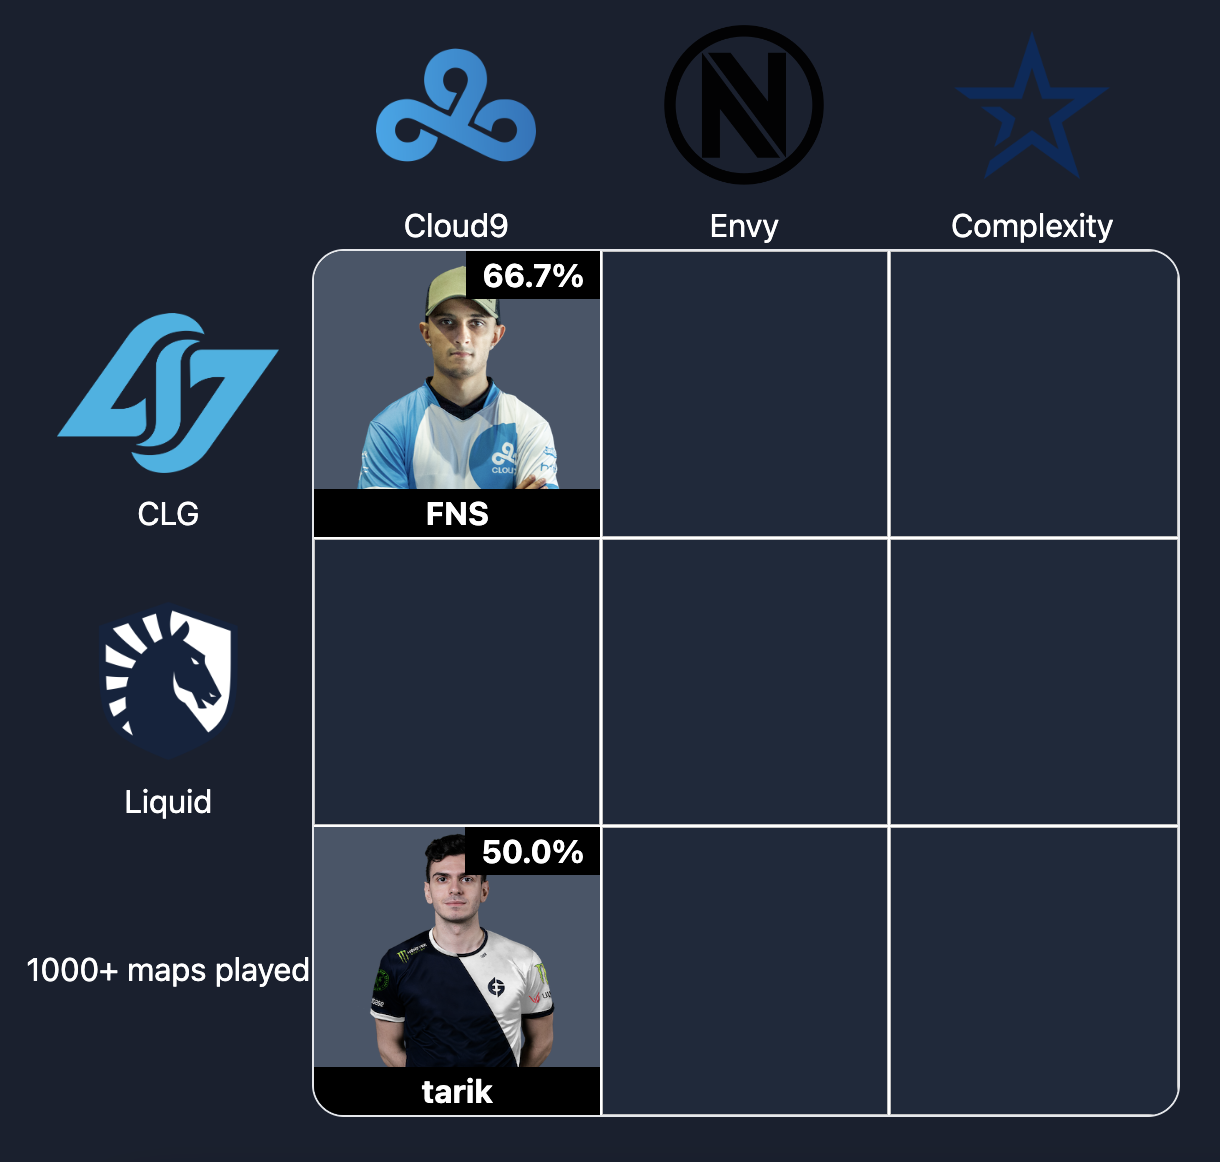 Cloud9
Envy
Complexity
66.7%
CLG
FNS
Liquid
50.0%
1000+ maps played
tarik